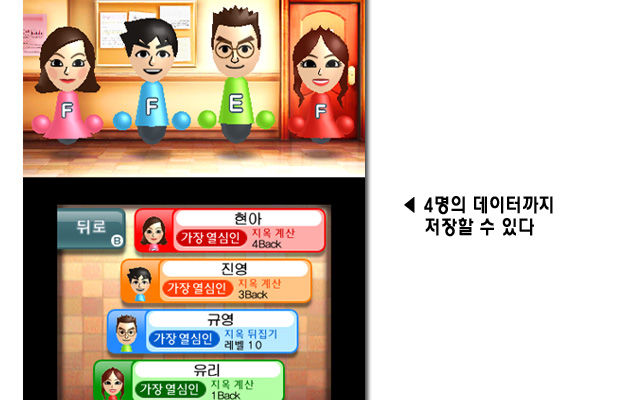 F
F
E
F
뒤로
B
현아
가장 열심인
지옥 계산
4Back
진영
가장 열심인
지옥 계산
3Back
규영
가장 열심인
지옥 뒤집기
레벨 10
유리
가장 열심인
지옥 계산
1Back
◀ 4명의 데이터까지
저장할 수 있다